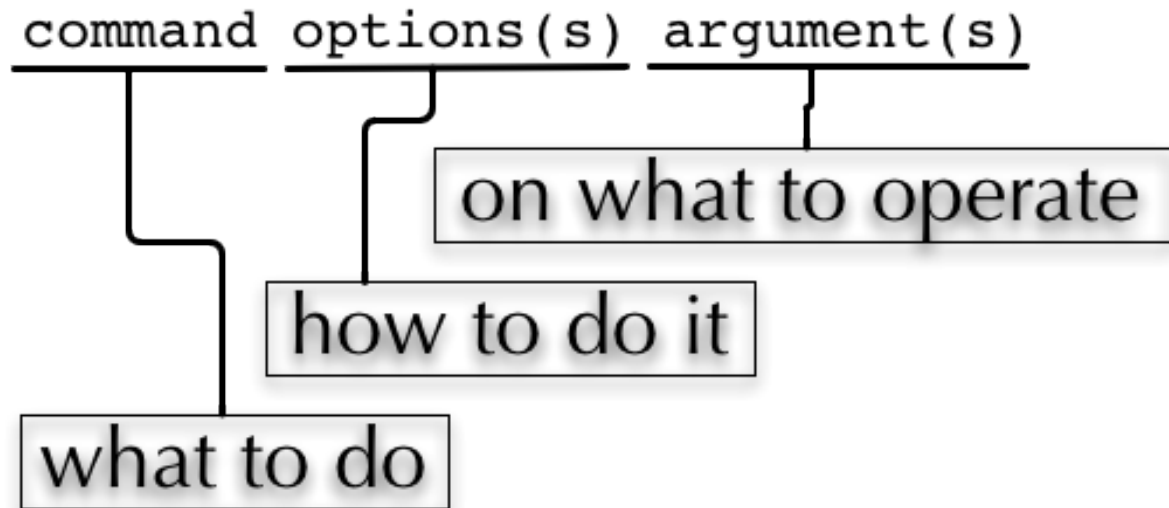 command options(s) argument(s)
on what to operate
how to do it
what to do